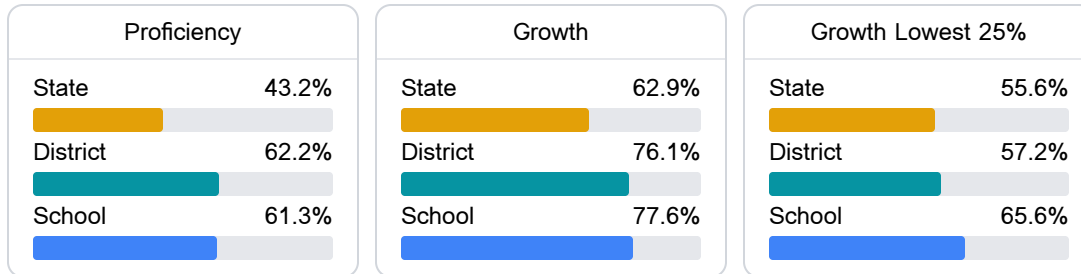 Proficiency
State 43.2%
District 62.2%
School 61.3%
Growth
State 62.9%
District 76.1%
School 77.6%
Growth Lowest 25%
State 55.6%
District 57.2%
School 65.6%